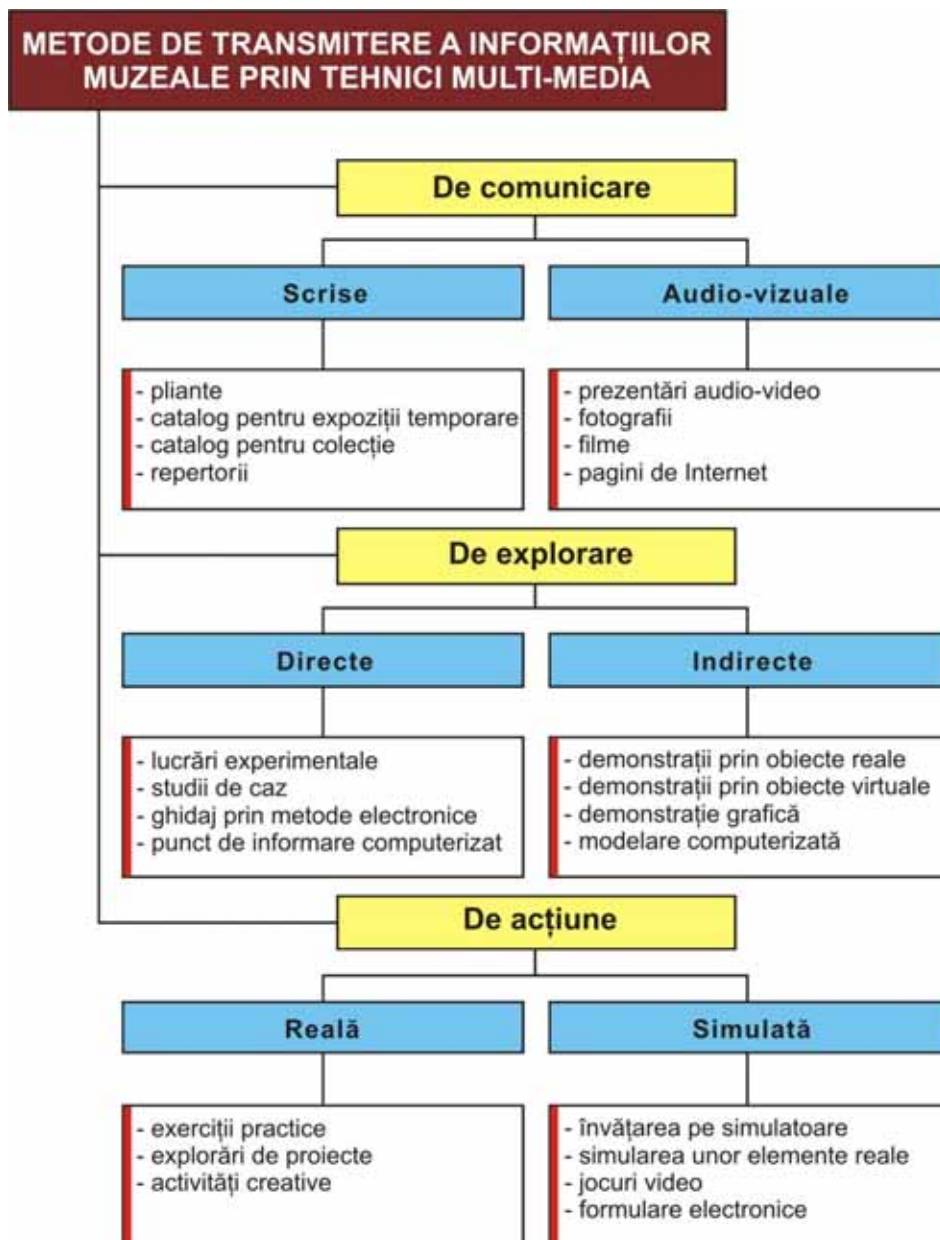 METODE DE TRANSMITERE A INFORMAȚIILOR
MUZEALE PRIN TEHNICI MULTI-MEDIA
De comunicare
Scrise
- pliante
- catalog pentru expoziții temporare
- catalog pentru colecție
- repertorii
Audio-vizuale
- prezentări audio-video
- fotografii
- filme
- pagini de Internet
De explorare
Directe
- lucrări experimentale
- studii de caz
- ghidaj prin metode electronice
- punct de informare computerizat
Indirecte
- demonstrații prin obiecte reale
- demonstrații prin obiecte virtuale
- demonstrație grafică
- modelare computerizată
De acțiune
Reală
- exerciții practice
- explorări de proiecte
- activități creative
Simulată
- învățarea pe simulatoare
- simularea unor elemente reale
- jocuri video
- formulare electronice